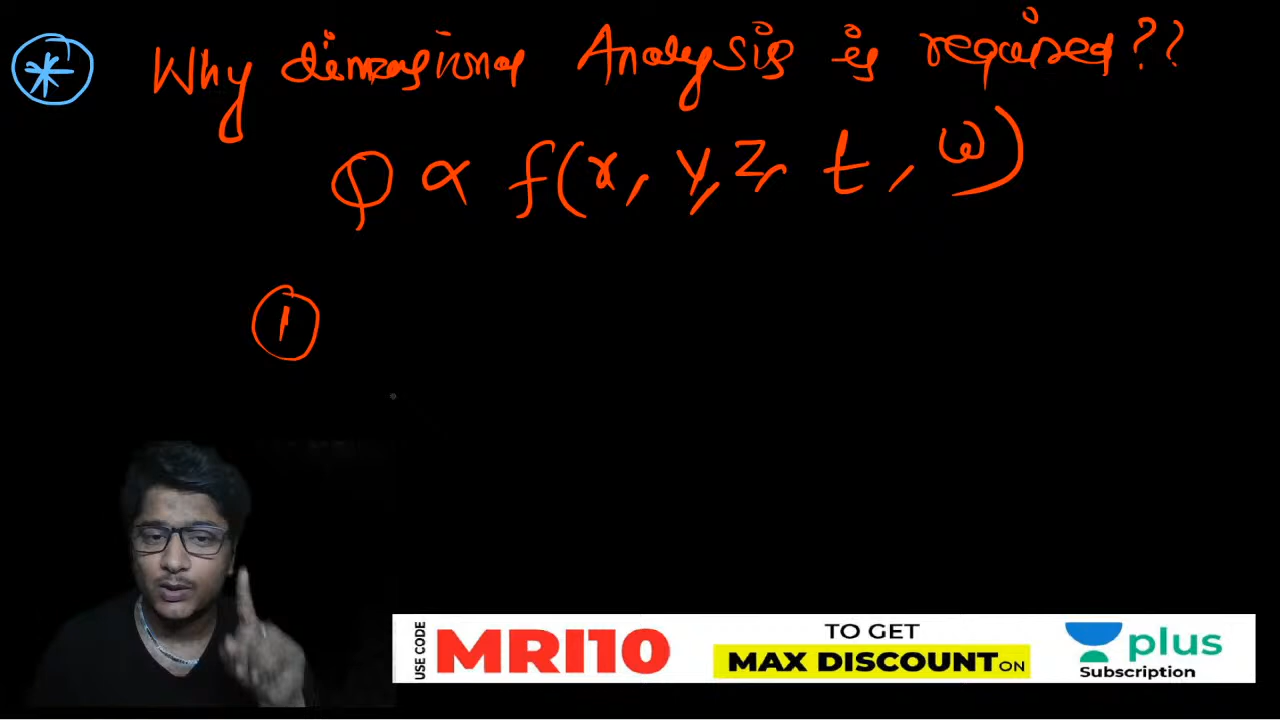 * Why dimensional Analysis is required??
φ ∝ f(x, y, z, t, ω)
1
USE CODE
MRI10
TO GET
MAX DISCOUNT ON
plus
Subscription